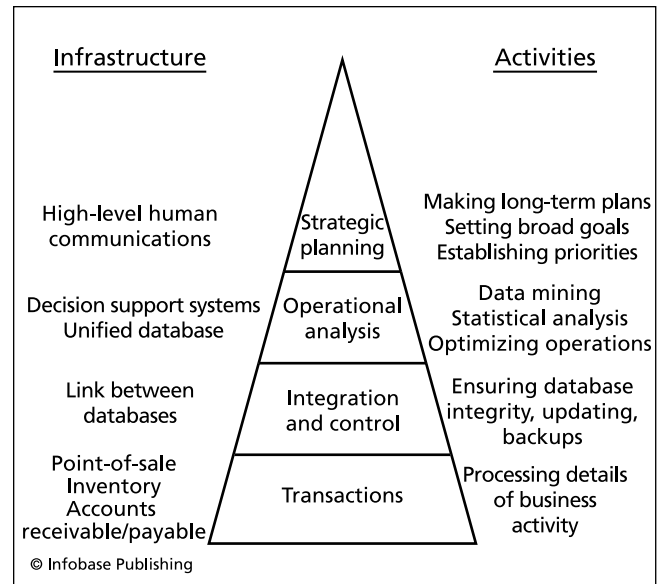 Infrastructure
Activities
High-level human
communications
Strategic
planning
Making long-term plans
Setting broad goals
Establishing priorities
Decision support systems
Unified database
Operational
analysis
Data mining
Statistical analysis
Optimizing operations
Link between
databases
Integration
and control
Ensuring database
integrity, updating,
backups
Point-of-sale
Inventory
Accounts
receivable/payable
Transactions
Processing details
of business
activity
© Infobase Publishing